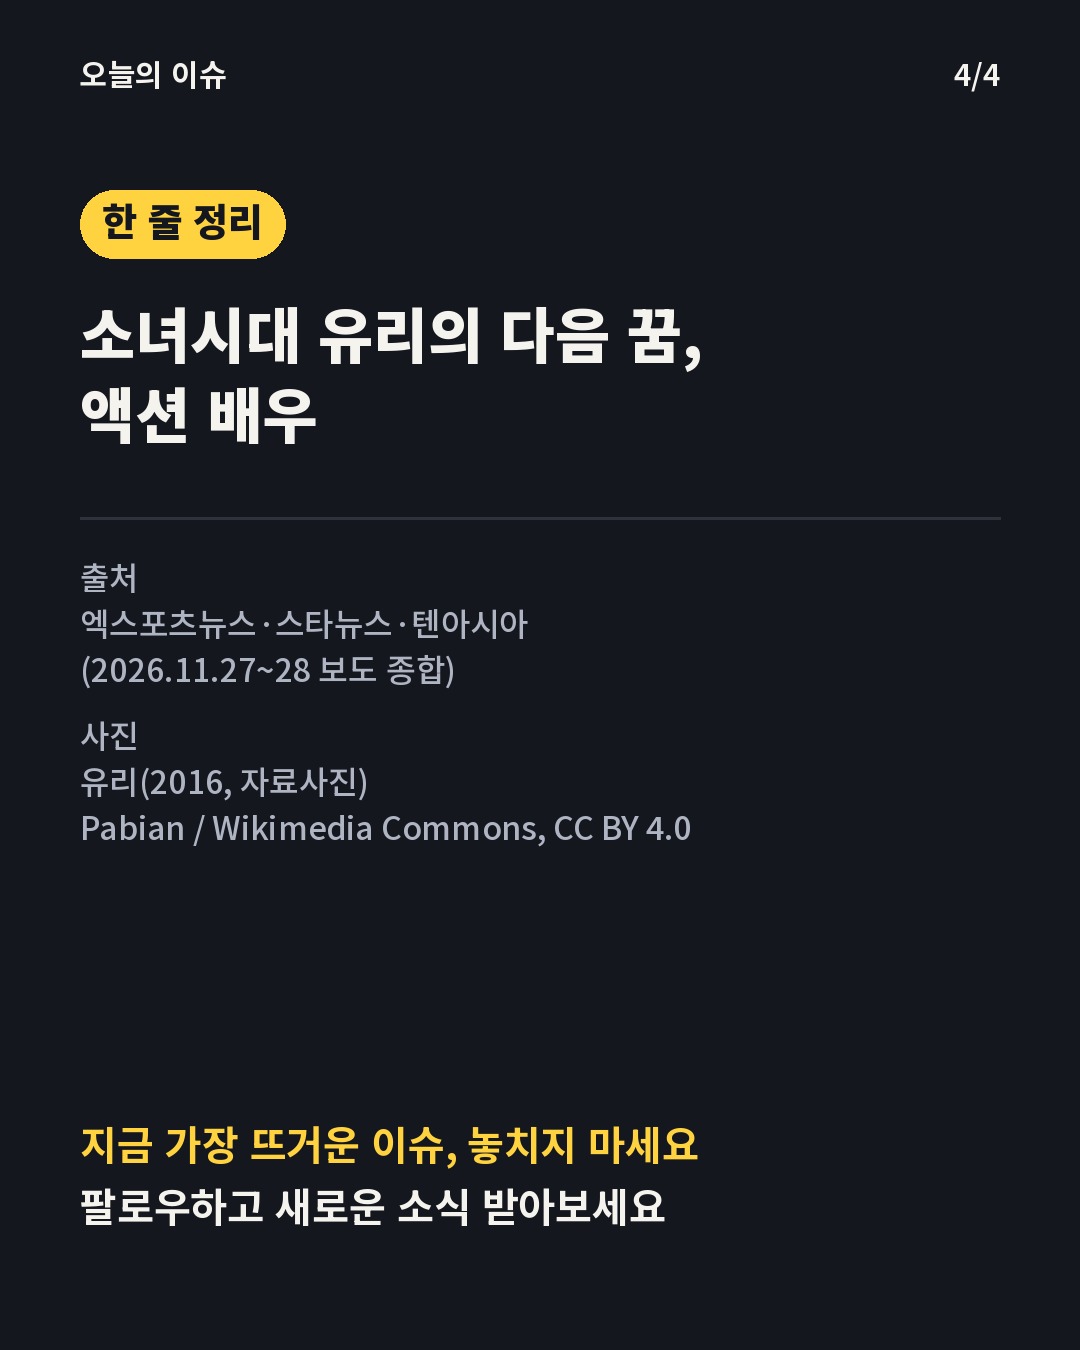 오늘의 이슈
4/4
한 줄 정리
소녀시대 유리의 다음 꿈,
액션 배우
출처
엑스포츠뉴스·스타뉴스·텐아시아
(2026.11.27~28 보도 종합)
사진
유리(2016, 자료사진)
Pabian / Wikimedia Commons, CC BY 4.0
지금 가장 뜨거운 이슈, 놓치지 마세요
팔로우하고 새로운 소식 받아보세요